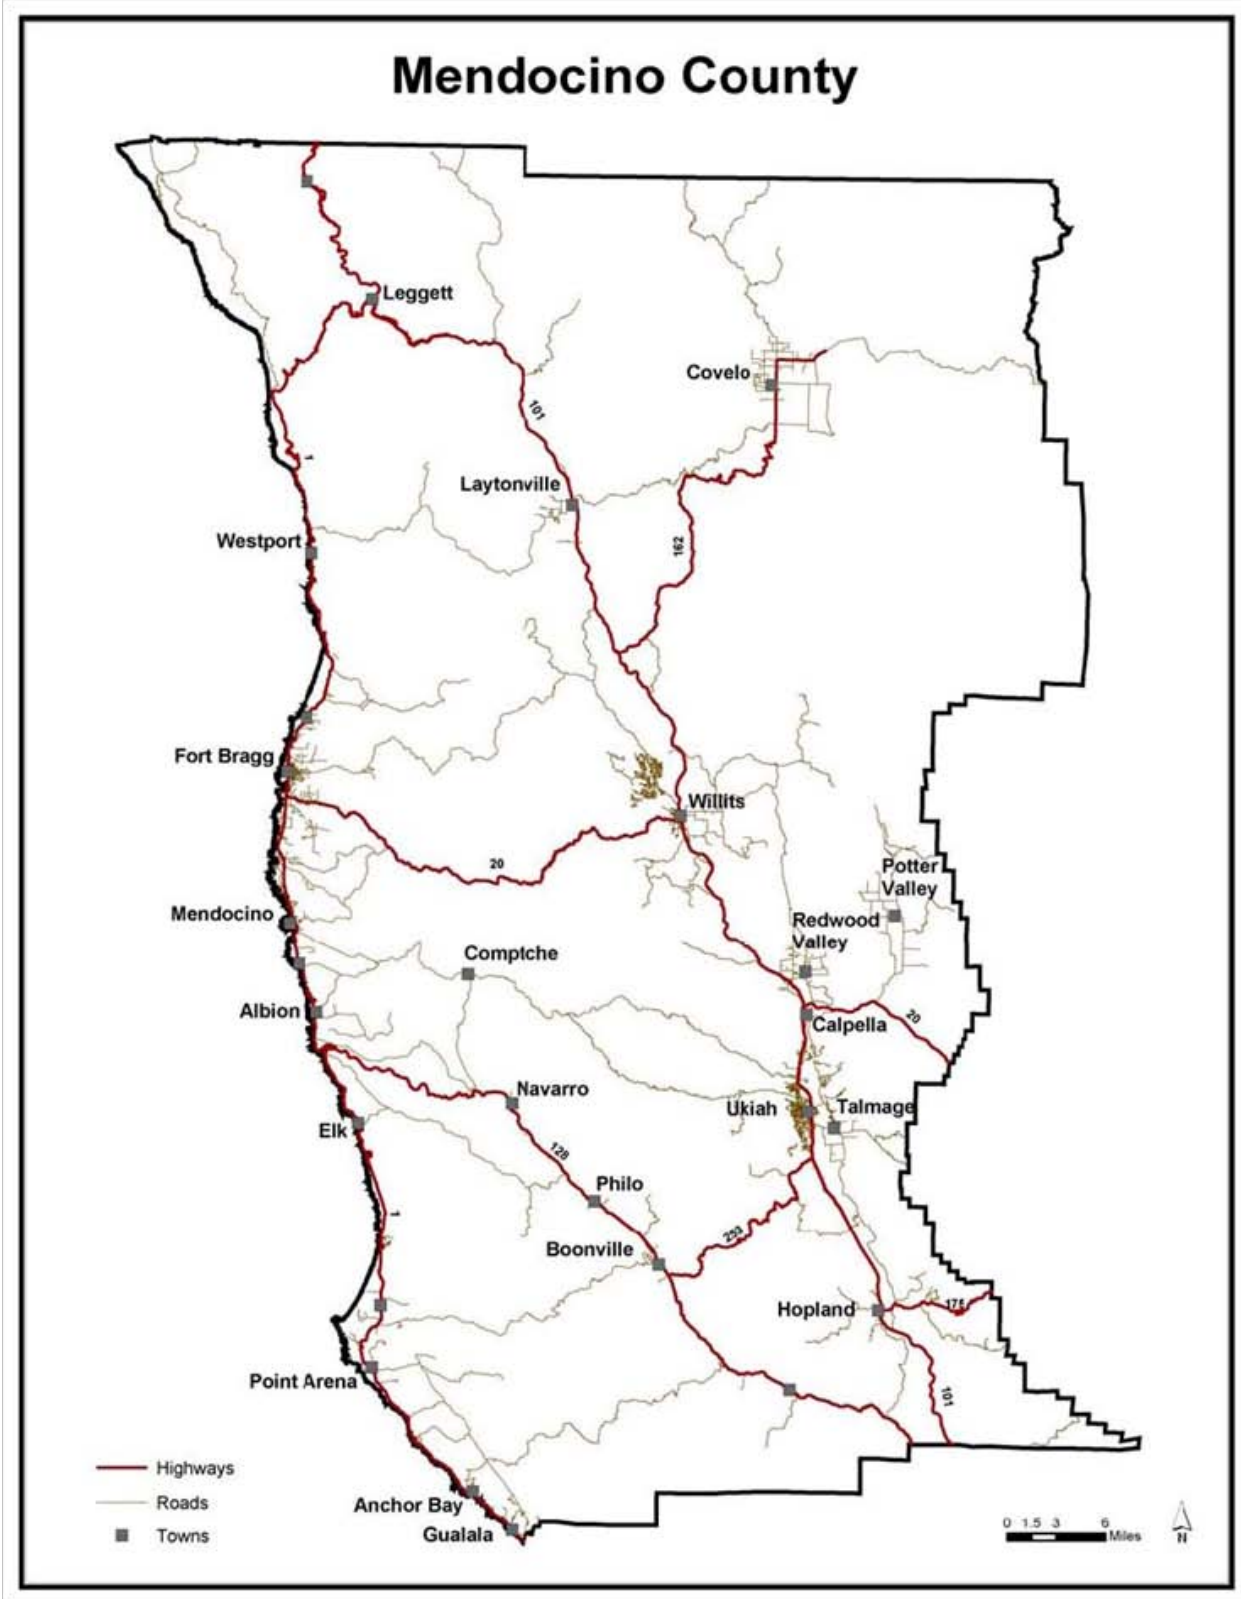 Mendocino County
Leggett
Covelo
101
1
Laytonville
Westport
162
Fort Bragg
Willits
20
Potter
Valley
Mendocino
Redwood
Valley
Comptche
Albion
20
Calpella
Navarro
Ukiah
Talmage
Elk
128
Philo
1
253
Boonville
Hopland
175
Point Arena
101
Highways
Roads
Anchor Bay
Towns
Gualala
0 1.5 3 6
Miles
N